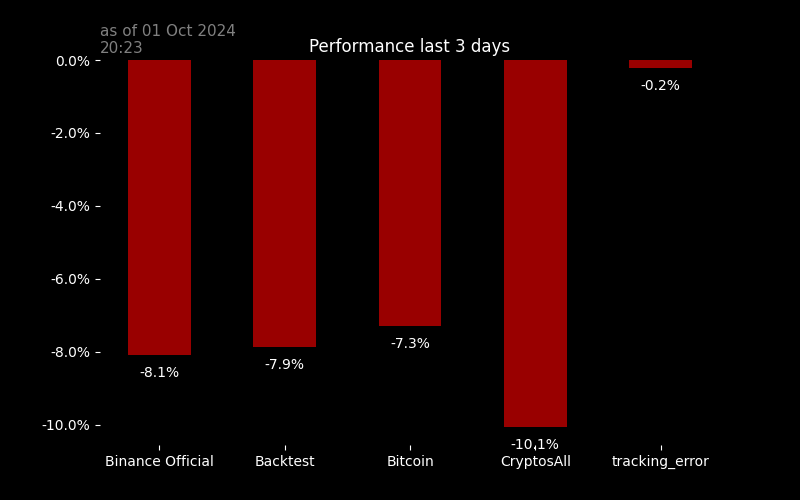 as of 01 Oct 2024
20:23
Performance last 3 days
0.0%
-2.0%
-4.0%
-6.0%
-8.0%
-10.0%
-8.1%
-7.9%
-7.3%
-10.1%
-0.2%
Binance Official
Backtest
Bitcoin
CryptosAll
tracking_error